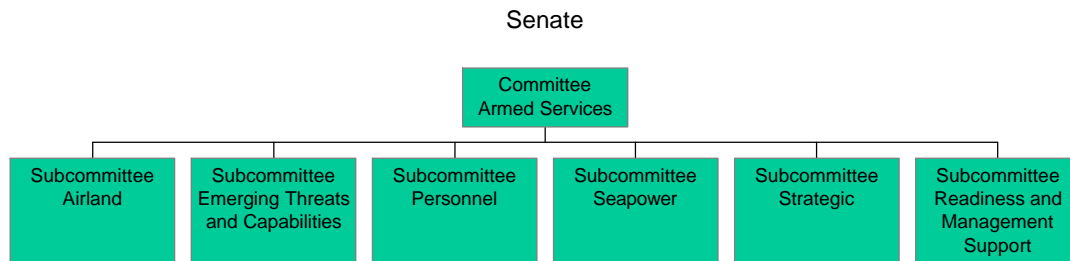 Senate
Committee
Armed Services
Subcommittee
Airland
Subcommittee
Emerging Threats
and Capabilities
Subcommittee
Personnel
Subcommittee
Seapower
Subcommittee
Strategic
Subcommittee
Readiness and
Management
Support